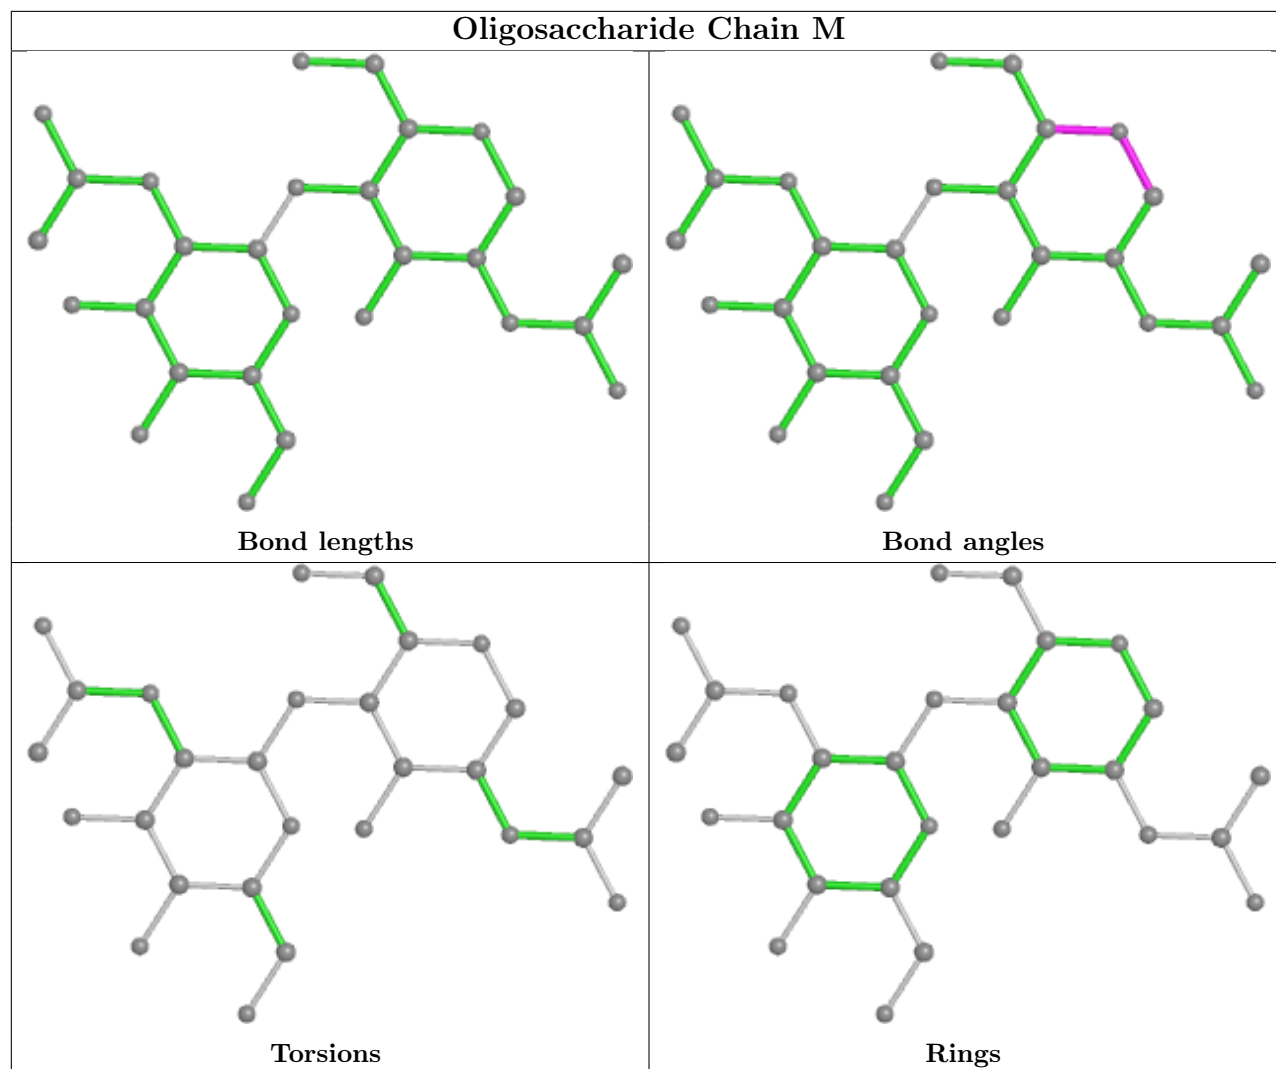 Oligosaccharide Chain M
Bond lengths
Bond angles
Torsions
Rings